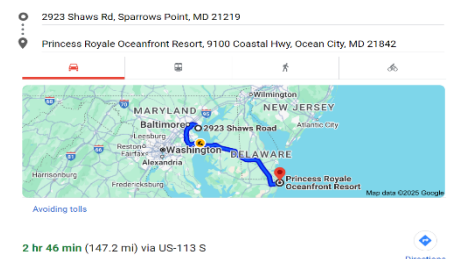 2923 Shaws Rd, Sparrows Point, MD 21219
Princess Royale Oceanfront Resort, 9100 Coastal Hwy, Ocean City, MD 21842
Wilmington
MARYLAND
NEW JERSEY
Baltimore
2923 Shaws Road
Atlantic City
Leesburg
Reston
Fairfax
Washington
DELAWARE
Alexandria
Harrisonburg
Princess Royale
Oceanfront Resort
Fredericksburg
Map data ©2025 Google
Avoiding tolls
2 hr 46 min (147.2 mi) via US-113 S
Directions